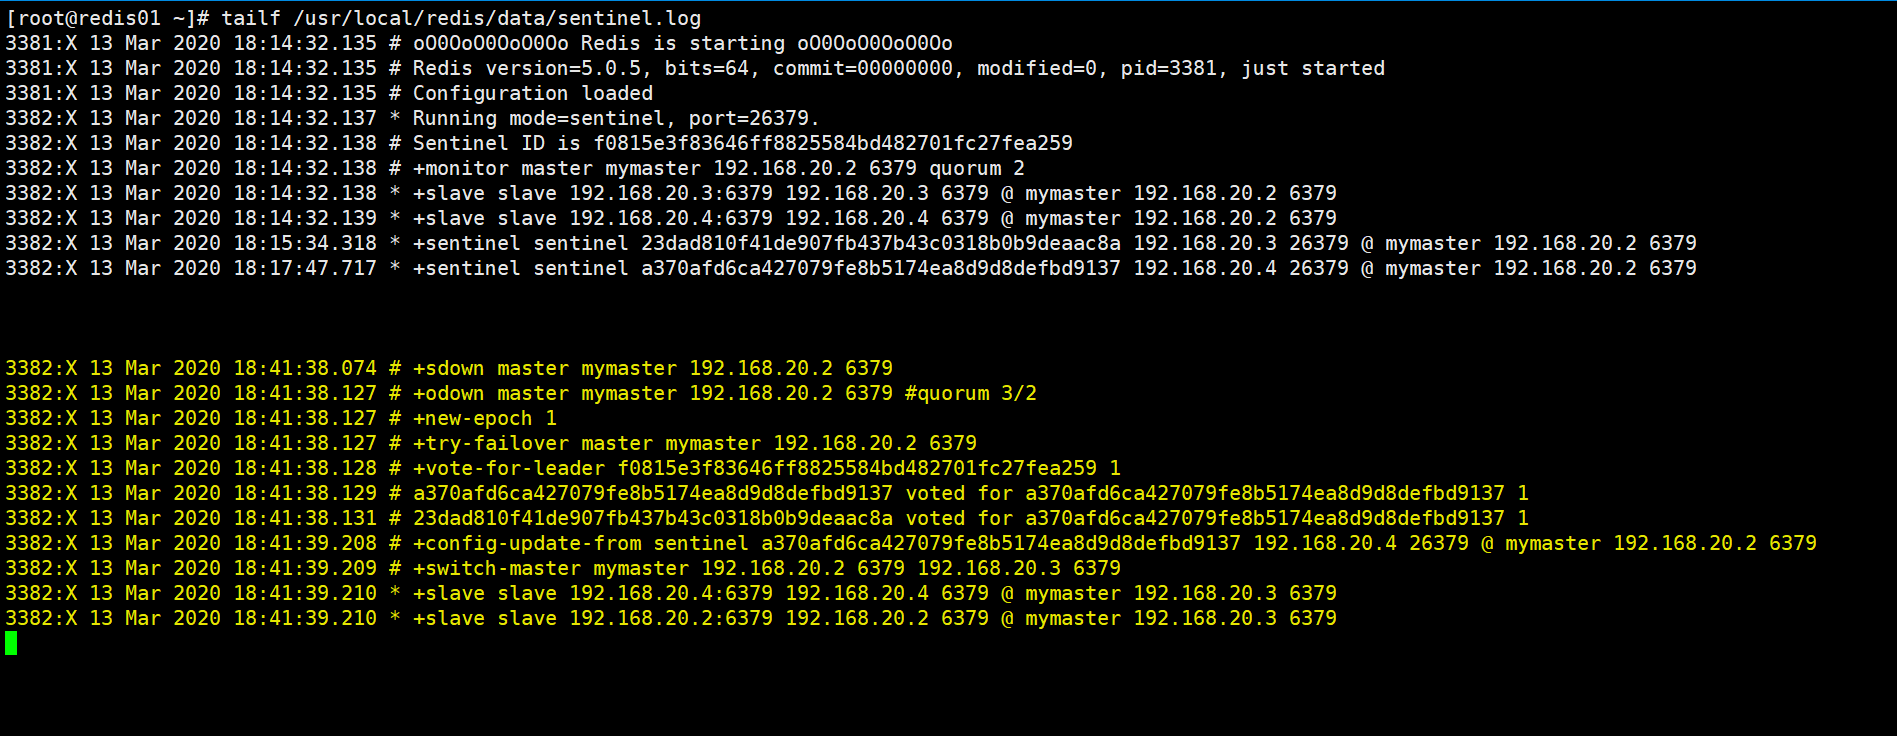 [root@redis01 ~]# tailf /usr/local/redis/data/sentinel.log
3381:X 13 Mar 2020 18:14:32.135 # oO0OoO0OoO0Oo Redis is starting oO0OoO0OoO0Oo
3381:X 13 Mar 2020 18:14:32.135 # Redis version=5.0.5, bits=64, commit=00000000, modified=0, pid=3381, just started
3381:X 13 Mar 2020 18:14:32.135 # Configuration loaded
3382:X 13 Mar 2020 18:14:32.137 * Running mode=sentinel, port=26379.
3382:X 13 Mar 2020 18:14:32.138 # Sentinel ID is f0815e3f83646ff8825584bd482701fc27fea259
3382:X 13 Mar 2020 18:14:32.138 # +monitor master mymaster 192.168.20.2 6379 quorum 2
3382:X 13 Mar 2020 18:14:32.138 * +slave slave 192.168.20.3:6379 192.168.20.3 6379 @ mymaster 192.168.20.2 6379
3382:X 13 Mar 2020 18:14:32.139 * +slave slave 192.168.20.4:6379 192.168.20.4 6379 @ mymaster 192.168.20.2 6379
3382:X 13 Mar 2020 18:15:34.318 * +sentinel sentinel 23dad810f41de907fb437b43c0318b0b9deaac8a 192.168.20.3 26379 @ mymaster 192.168.20.2 6379
3382:X 13 Mar 2020 18:17:47.717 * +sentinel sentinel a370afd6ca427079fe8b5174ea8d9d8defbd9137 192.168.20.4 26379 @ mymaster 192.168.20.2 6379
3382:X 13 Mar 2020 18:41:38.074 # +sdown master mymaster 192.168.20.2 6379
3382:X 13 Mar 2020 18:41:38.127 # +odown master mymaster 192.168.20.2 6379 #quorum 3/2
3382:X 13 Mar 2020 18:41:38.127 # +new-epoch 1
3382:X 13 Mar 2020 18:41:38.127 # +try-failover master mymaster 192.168.20.2 6379
3382:X 13 Mar 2020 18:41:38.128 # +vote-for-leader f0815e3f83646ff8825584bd482701fc27fea259 1
3382:X 13 Mar 2020 18:41:38.129 # a370afd6ca427079fe8b5174ea8d9d8defbd9137 voted for a370afd6ca427079fe8b5174ea8d9d8defbd9137 1
3382:X 13 Mar 2020 18:41:38.131 # 23dad810f41de907fb437b43c0318b0b9deaac8a voted for a370afd6ca427079fe8b5174ea8d9d8defbd9137 1
3382:X 13 Mar 2020 18:41:39.208 # +config-update-from sentinel a370afd6ca427079fe8b5174ea8d9d8defbd9137 192.168.20.4 26379 @ mymaster 192.168.20.2 6379
3382:X 13 Mar 2020 18:41:39.209 # +switch-master mymaster 192.168.20.2 6379 192.168.20.3 6379
3382:X 13 Mar 2020 18:41:39.210 * +slave slave 192.168.20.4:6379 192.168.20.4 6379 @ mymaster 192.168.20.3 6379
3382:X 13 Mar 2020 18:41:39.210 * +slave slave 192.168.20.2:6379 192.168.20.2 6379 @ mymaster 192.168.20.3 6379